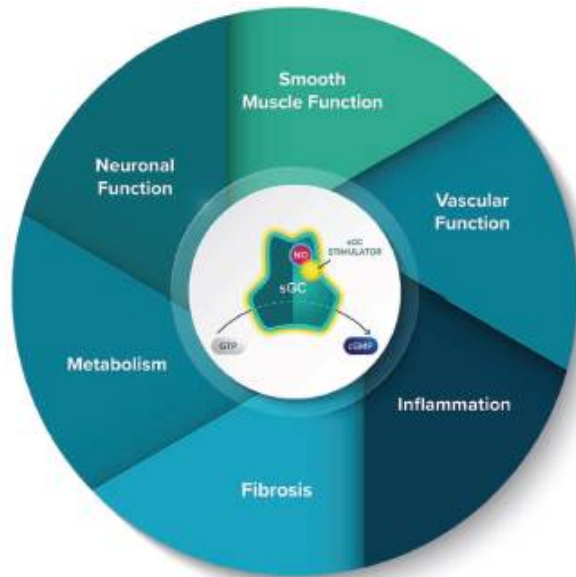 Smooth
Muscle Function
Neuronal
Function
Vascular
Function
NO
sGC
STIMULATOR
sGC
GTP
cGMP
Metabolism
Inflammation
Fibrosis